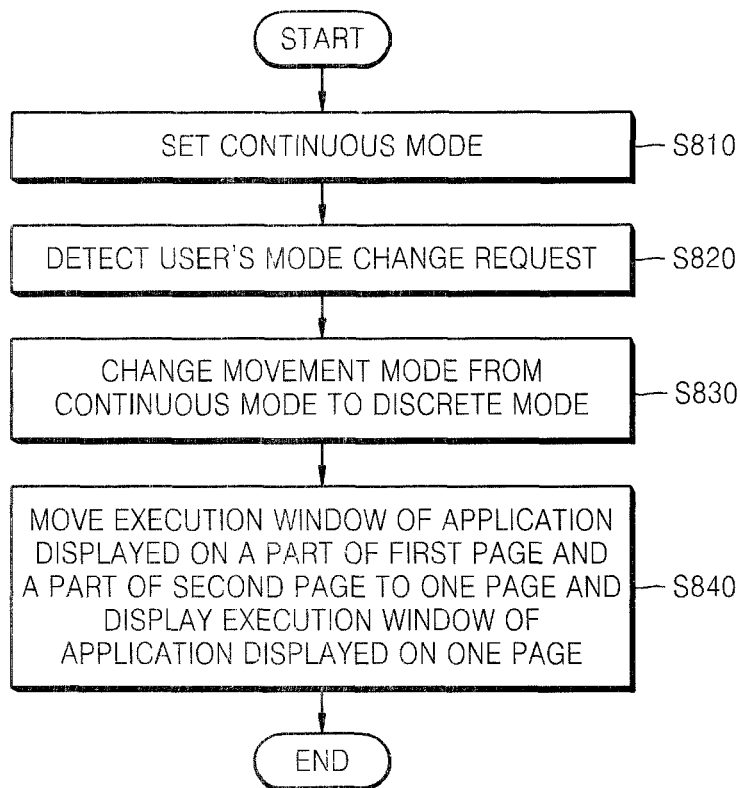 START
SET CONTINUOUS MODE
S810
DETECT USER'S MODE CHANGE REQUEST
S820
CHANGE MOVEMENT MODE FROM
CONTINUOUS MODE TO DISCRETE MODE
S830
MOVE EXECUTION WINDOW OF APPLICATION
DISPLAYED ON A PART OF FIRST PAGE AND
A PART OF SECOND PAGE TO ONE PAGE AND
DISPLAY EXECUTION WINDOW OF
APPLICATION DISPLAYED ON ONE PAGE
S840
END